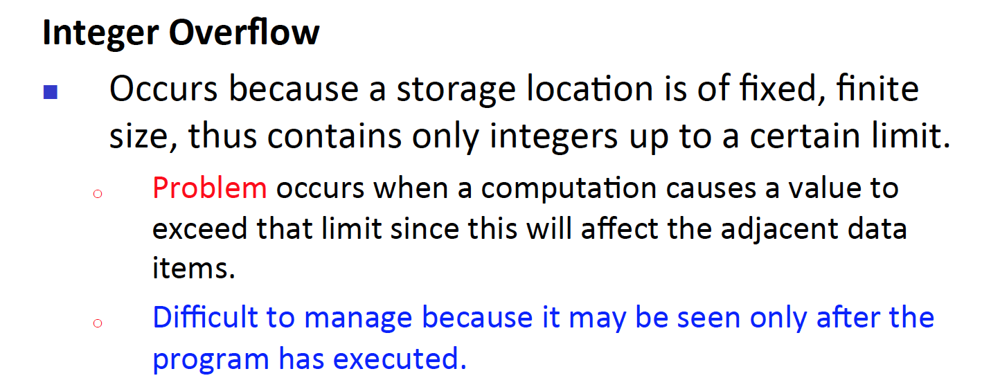 Integer Overflow
Occurs because a storage location is of fixed, finite
size, thus contains only integers up to a certain limit.
Problem occurs when a computation causes a value to
exceed that limit since this will affect the adjacent data
items.
Difficult to manage because it may be seen only after the
program has executed.